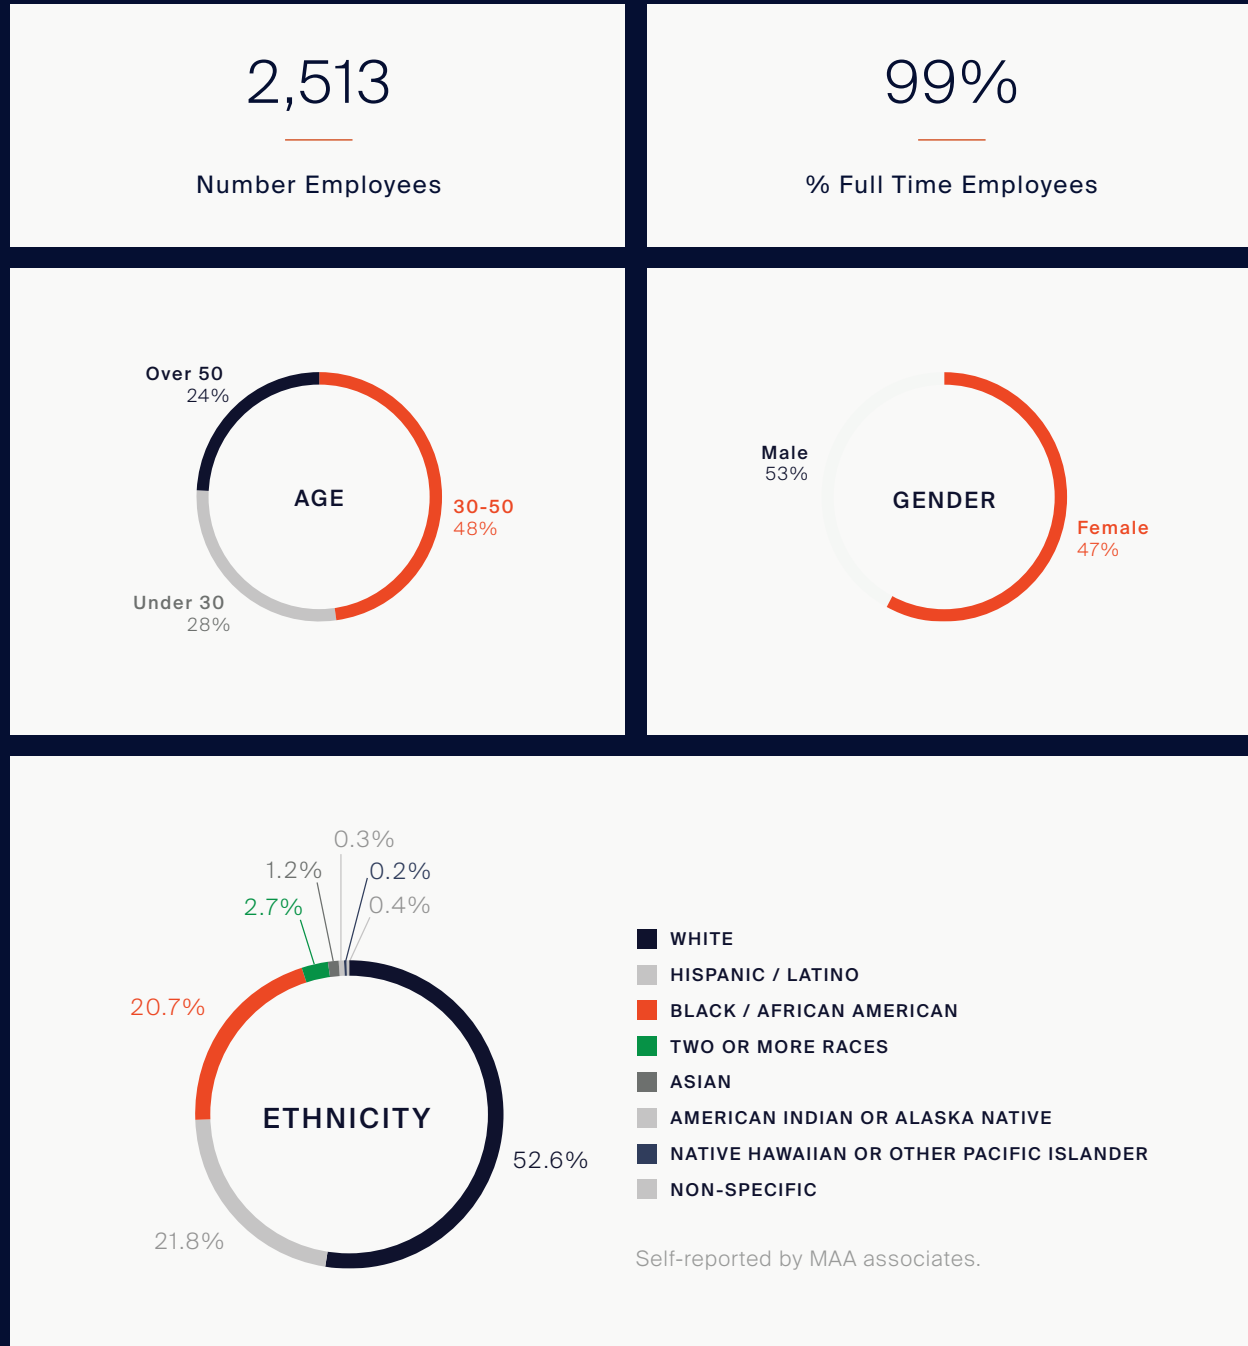 2,513
Number Employees
99%
% Full Time Employees
Over 50
24%
AGE
30-50
48%
Under 30
28%
Male
53%
GENDER
Female
47%
0.3%
1.2%
0.2%
2.7%
0.4%
20.7%
ETHNICITY
52.6%
21.8%
WHITE
HISPANIC / LATINO
BLACK / AFRICAN AMERICAN
TWO OR MORE RACES
ASIAN
AMERICAN INDIAN OR ALASKA NATIVE
NATIVE HAWAIIAN OR OTHER PACIFIC ISLANDER
NON-SPECIFIC
Self-reported by MAA associates.